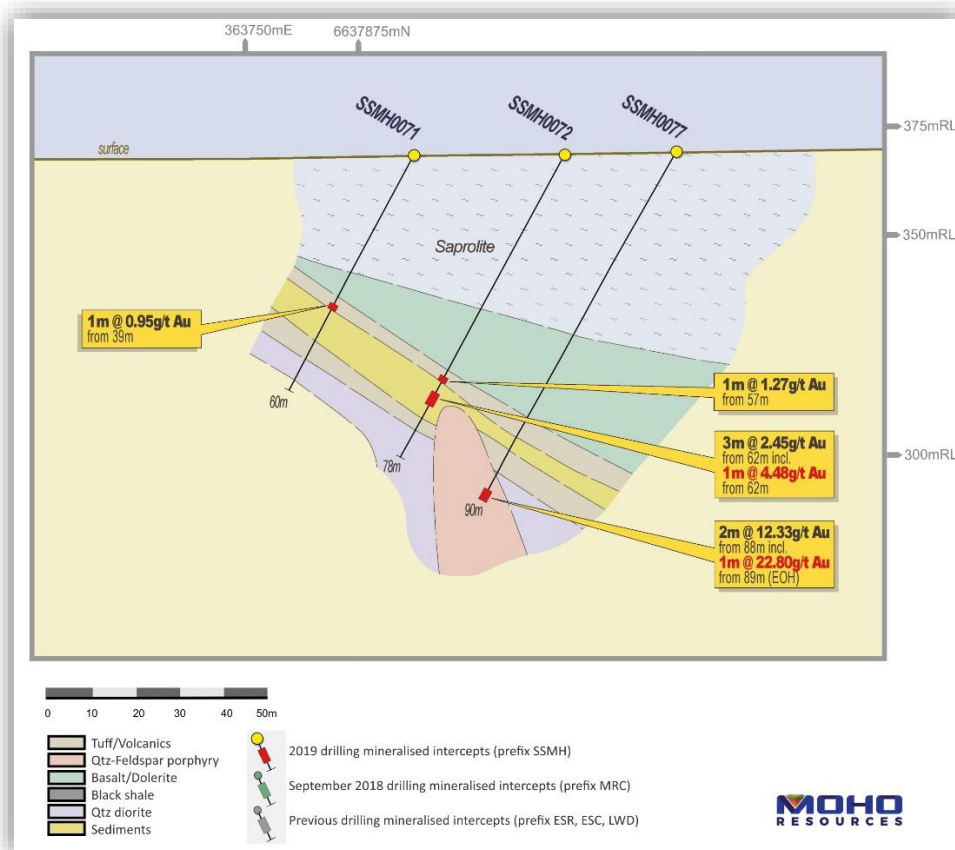 363750mE
6637875mN
SSMH0071
SSMH0072
SSMH0077
375mRL
surface
350mRL
Saprolite
1m @ 0.95g/t Au
from 39m
1m @ 1.27g/t Au
from 57m
60m
3m @ 2.45g/t Au
from 62m incl.
1m @ 4.48g/t Au
from 62m
300mRL
78m
90m
2m @ 12.33g/t Au
from 88m incl.
1m @ 22.80g/t Au
from 89m (EOH)
0 10 20 30 40 50m
Tuff/Volcanics
Qtz-Feldspar porphyry
Basalt/Dolerite
Black shale
Qtz diorite
Sediments
2019 drilling mineralised intercepts (prefix SSMH)
September 2018 drilling mineralised intercepts (prefix MRC)
Previous drilling mineralised intercepts (prefix ESR, ESC, LWD)
MOHO
RESOURCES